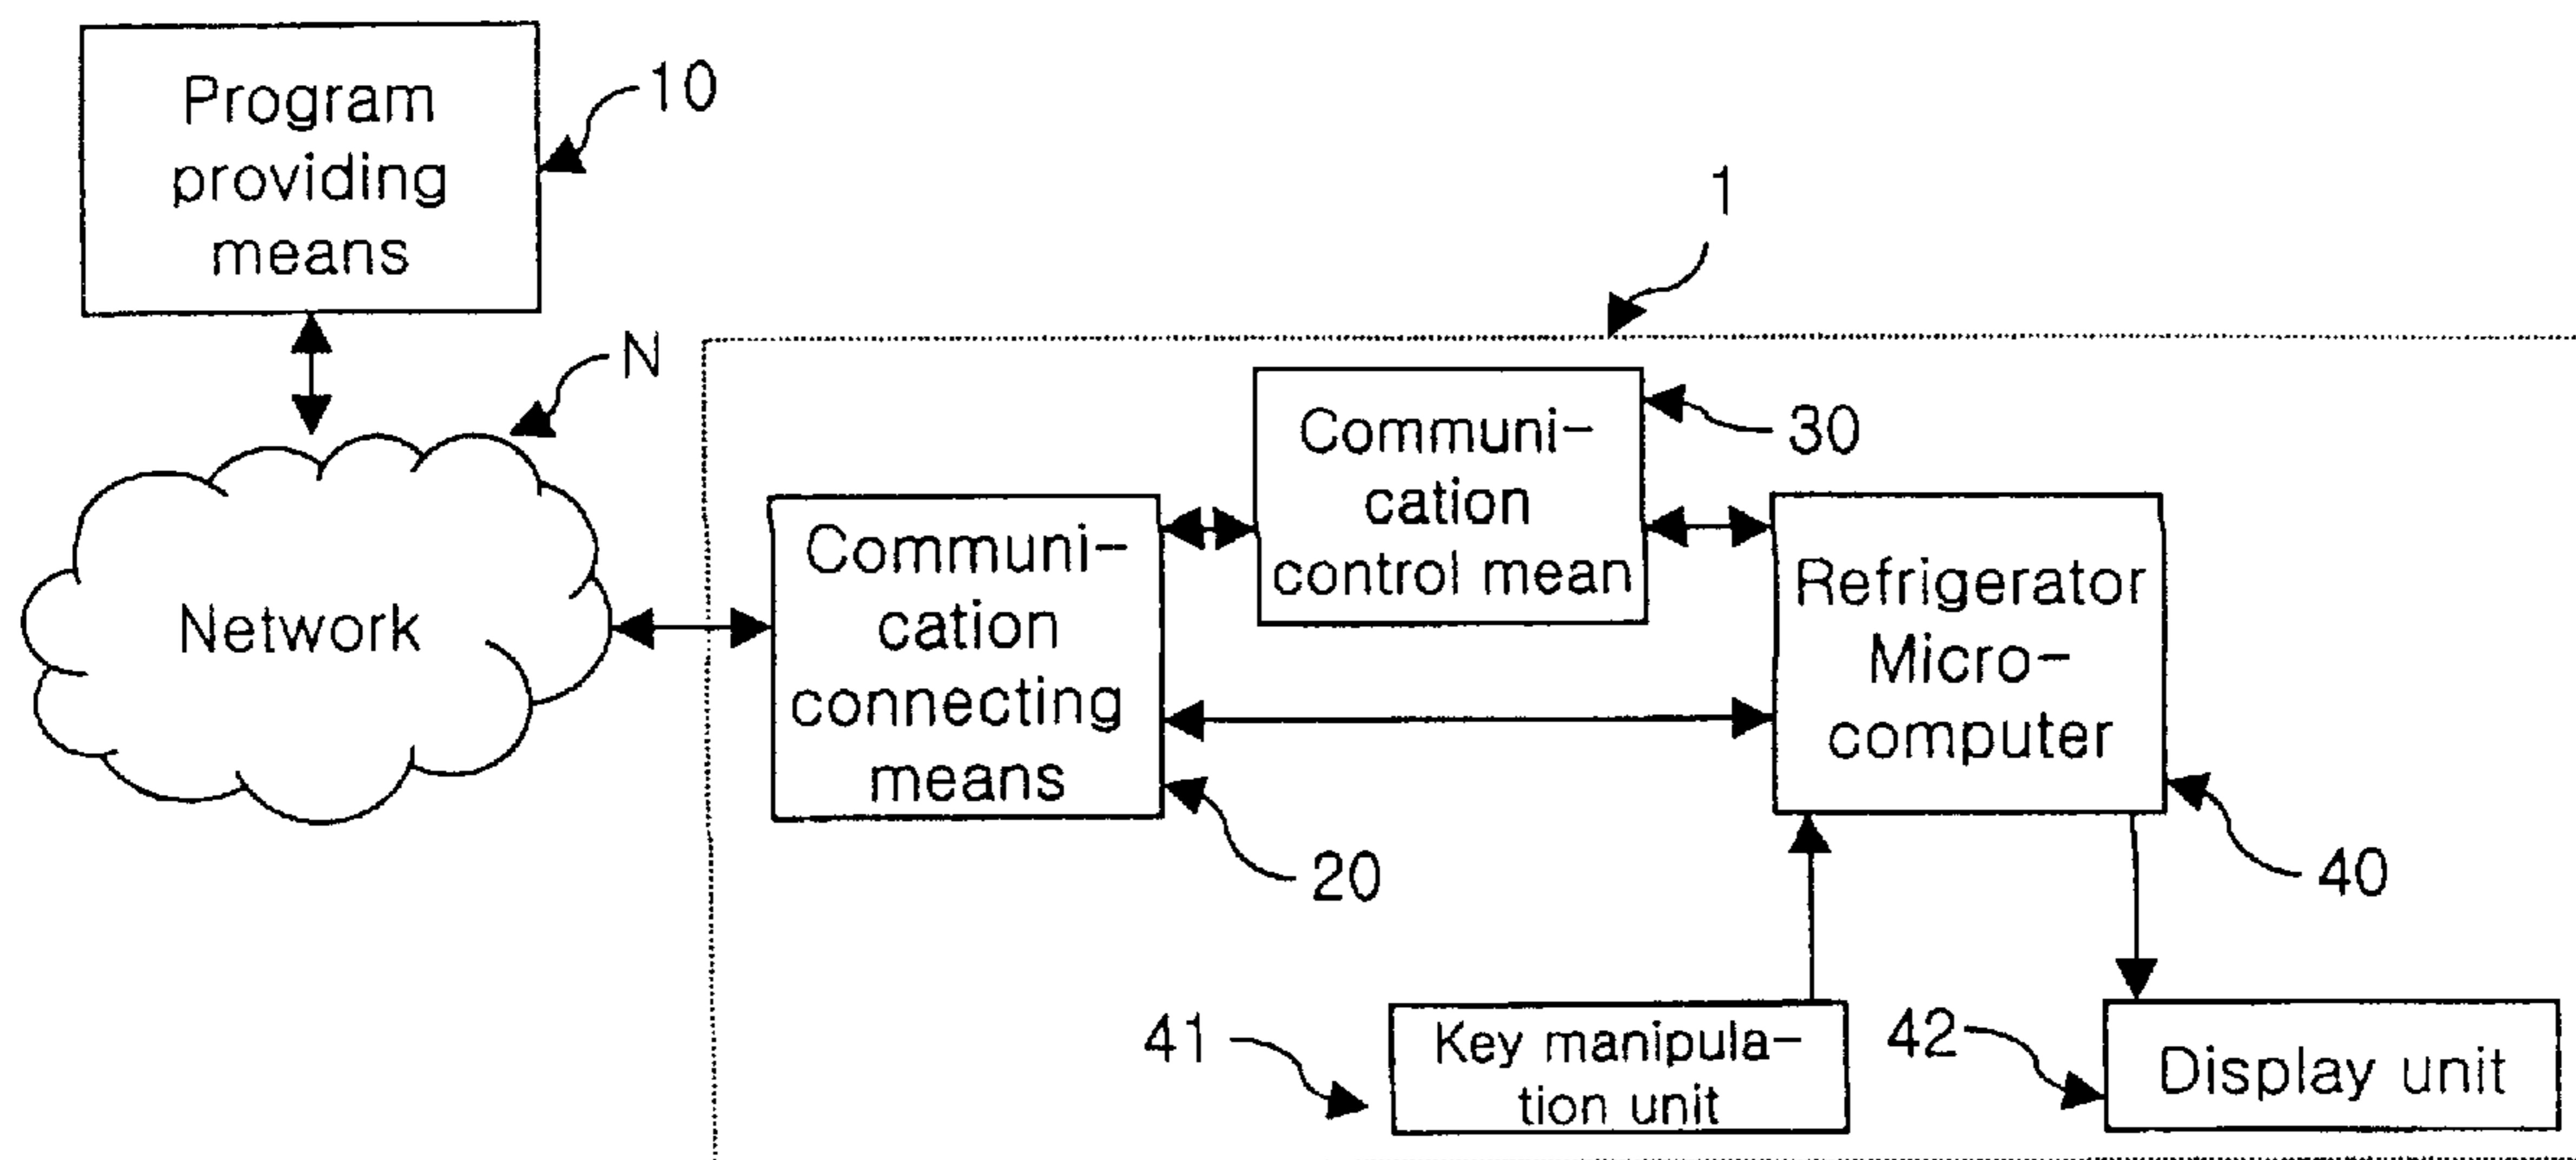 Program
providing
means
10
1
N
Network
Communi-
cation
control mean
30
Communi-
cation
connecting
means
20
Refrigerator
Micro-
computer
40
41
Key manipula-
tion unit
42
Display unit